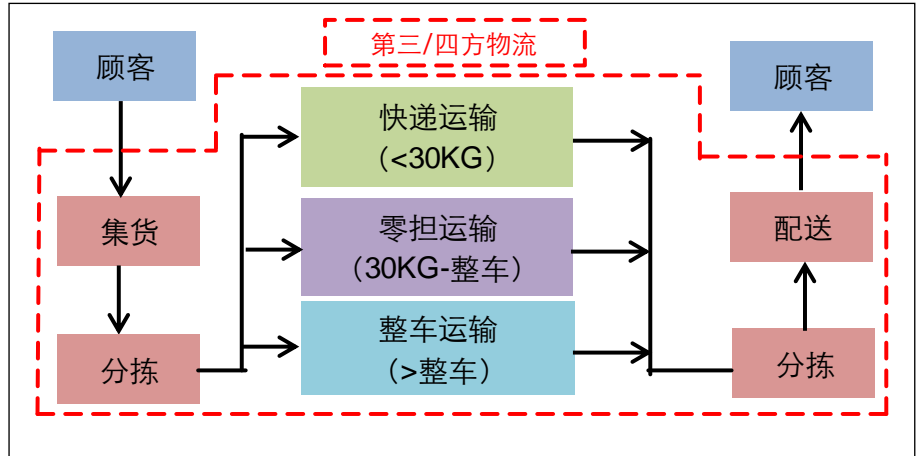 第三/四方物流
顾客
顾客
快递运输
（<30KG）
集货
零担运输
（30KG-整车）
配送
分拣
整车运输
（>整车）
分拣